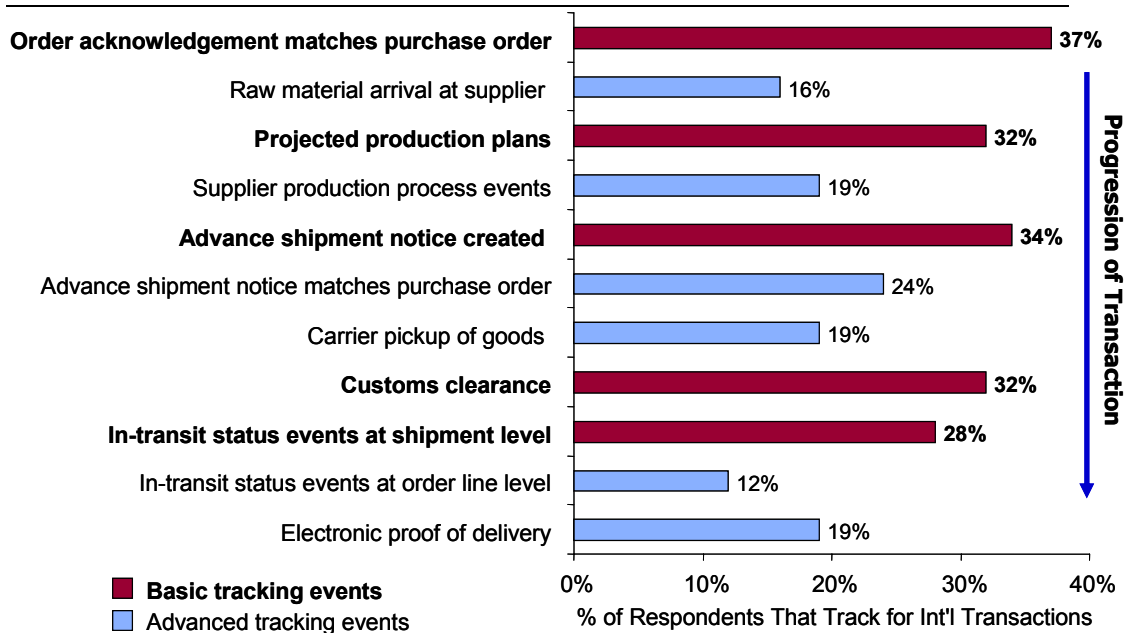 Order acknowledgement matches purchase order 37%
Raw material arrival at supplier 16%
Projected production plans 32%
Supplier production process events 19%
Advance shipment notice created 34%
Advance shipment notice matches purchase order 24%
Carrier pickup of goods 19%
Customs clearance 32%
In-transit status events at shipment level 28%
In-transit status events at order line level 12%
Electronic proof of delivery 19%
Progression of Transaction
0% 10% 20% 30% 40%
% of Respondents That Track for Int'l Transactions
Basic tracking events
Advanced tracking events